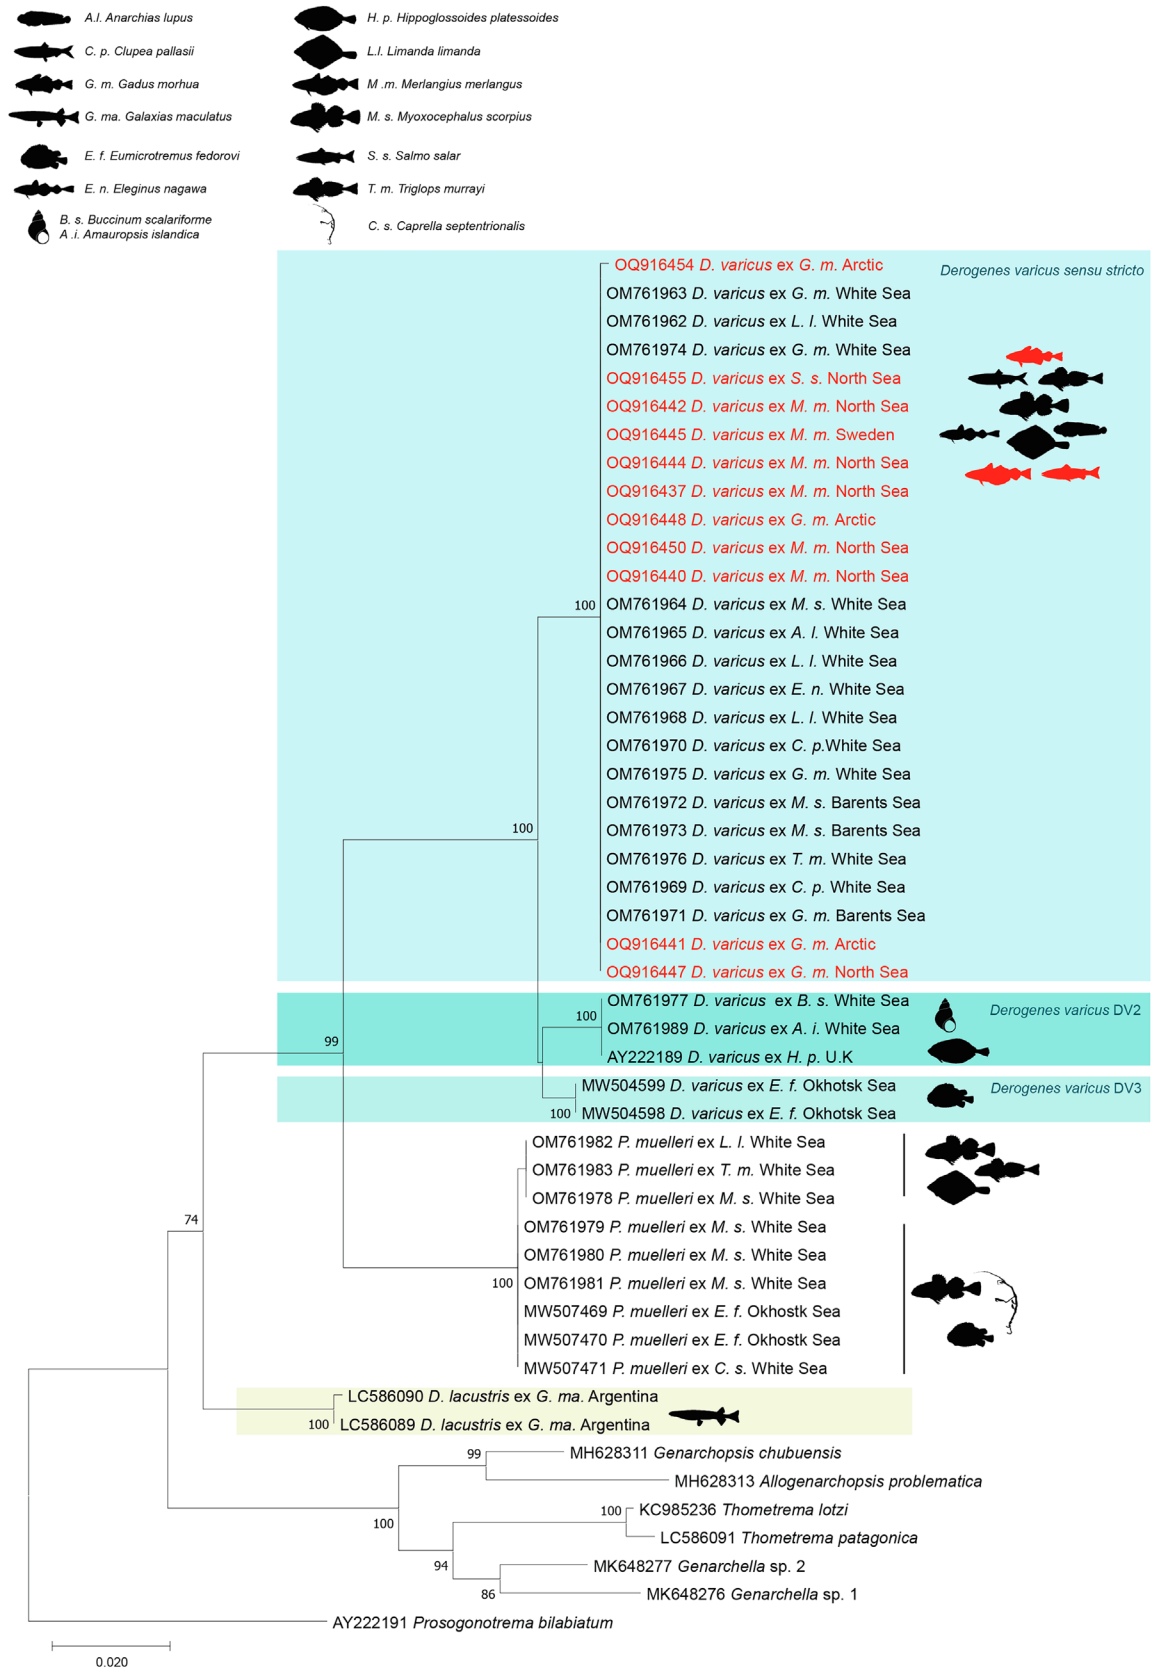 A.l. Anarchias lupus
C. p. Clupea pallasii
G. m. Gadus morhua
G. ma. Galaxias maculatus
E. f. Eumicrotremus fedorovi
E. n. Eleginus nagawa
B. s. Buccinum scalariforme
A .i. Amauropsis islandica
H. p. Hippoglossoides platessoides
L.l. Limanda limanda
M .m. Merlangius merlangus
M. s. Myoxocephalus scorpius
S. s. Salmo salar
T. m. Triglops murrayi
C. s. Caprella septentrionalis
OQ916454 D. varicus ex G. m. Arctic
Derogenes varicus sensu stricto
OM761963 D. varicus ex G. m. White Sea
OM761962 D. varicus ex L. l. White Sea
OM761974 D. varicus ex G. m. White Sea
OQ916455 D. varicus ex S. s. North Sea
OQ916442 D. varicus ex M. m. North Sea
OQ916445 D. varicus ex M. m. Sweden
OQ916444 D. varicus ex M. m. North Sea
OQ916437 D. varicus ex M. m. North Sea
OQ916448 D. varicus ex G. m. Arctic
OQ916450 D. varicus ex M. m. North Sea
OQ916440 D. varicus ex M. m. North Sea
100
OM761964 D. varicus ex M. s. White Sea
OM761965 D. varicus ex A. l. White Sea
OM761966 D. varicus ex L. l. White Sea
OM761967 D. varicus ex E. n. White Sea
OM761968 D. varicus ex L. l. White Sea
OM761970 D. varicus ex C. p.White Sea
OM761975 D. varicus ex G. m. White Sea
OM761972 D. varicus ex M. s. Barents Sea
100
OM761973 D. varicus ex M. s. Barents Sea
OM761976 D. varicus ex T. m. White Sea
OM761969 D. varicus ex C. p. White Sea
OM761971 D. varicus ex G. m. Barents Sea
OQ916441 D. varicus ex G. m. Arctic
OQ916447 D. varicus ex G. m. North Sea
OM761977 D. varicus ex B. s. White Sea
Derogenes varicus DV2
100
OM761989 D. varicus ex A. i. White Sea
99
AY222189 D. varicus ex H. p. U.K
MW504599 D. varicus ex E. f. Okhotsk Sea
Derogenes varicus DV3
100
MW504598 D. varicus ex E. f. Okhotsk Sea
OM761982 P. muelleri ex L. l. White Sea
OM761983 P. muelleri ex T. m. White Sea
OM761978 P. muelleri ex M. s. White Sea
74
OM761979 P. muelleri ex M. s. White Sea
OM761980 P. muelleri ex M. s. White Sea
100
OM761981 P. muelleri ex M. s. White Sea
MW507469 P. muelleri ex E. f. Okhostk Sea
MW507470 P. muelleri ex E. f. Okhostk Sea
MW507471 P. muelleri ex C. s. White Sea
LC586090 D. lacustris ex G. ma. Argentina
100
LC586089 D. lacustris ex G. ma. Argentina
99
MH628311 Genarchopsis chubuensis
MH628313 Allogenarchopsis problematica
100
100
KC985236 Thometrema lotzi
LC586091 Thometrema patagonica
94
MK648277 Genarchella sp. 2
86
MK648276 Genarchella sp. 1
AY222191 Prosogonotrema bilabiatum
0.020